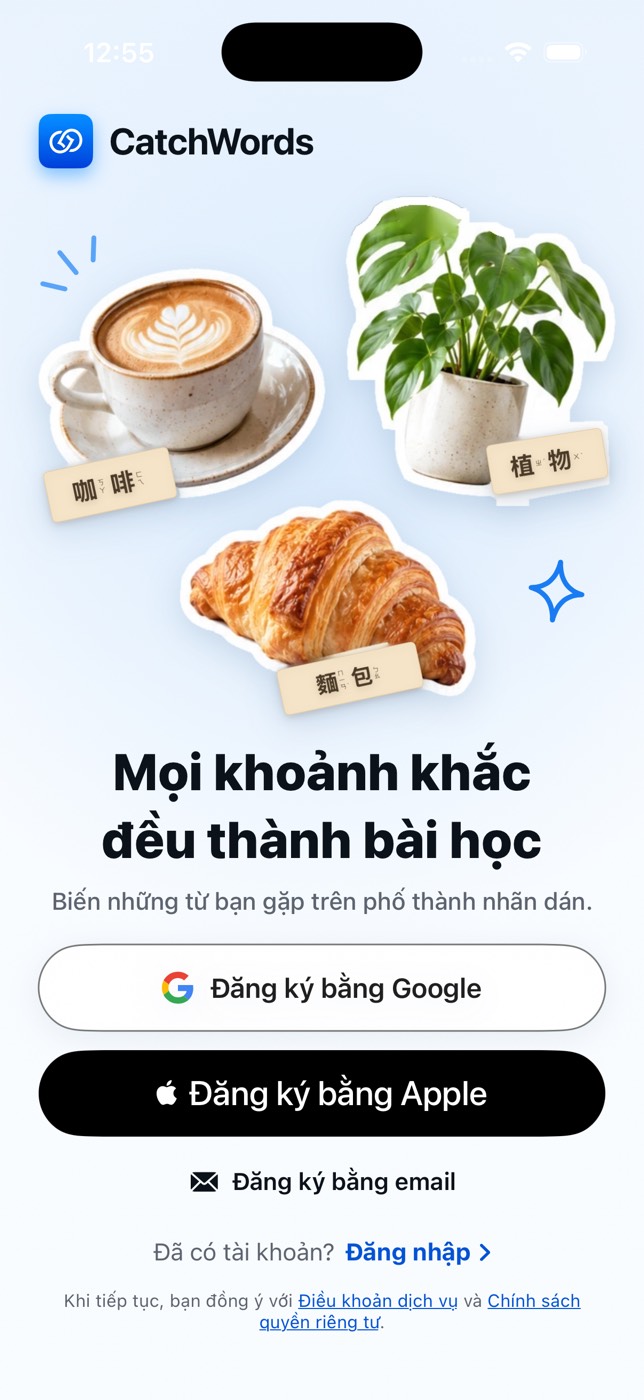 12:55
CatchWords
咖啡
植物
麵包
Mọi khoảnh khắc
đều thành bài học
Biến những từ bạn gặp trên phố thành nhãn dán.
Đăng ký bằng Google
Đăng ký bằng Apple
Đăng ký bằng email
Đã có tài khoản? Đăng nhập
Khi tiếp tục, bạn đồng ý với Điều khoản dịch vụ và Chính sách
quyền riêng tư.